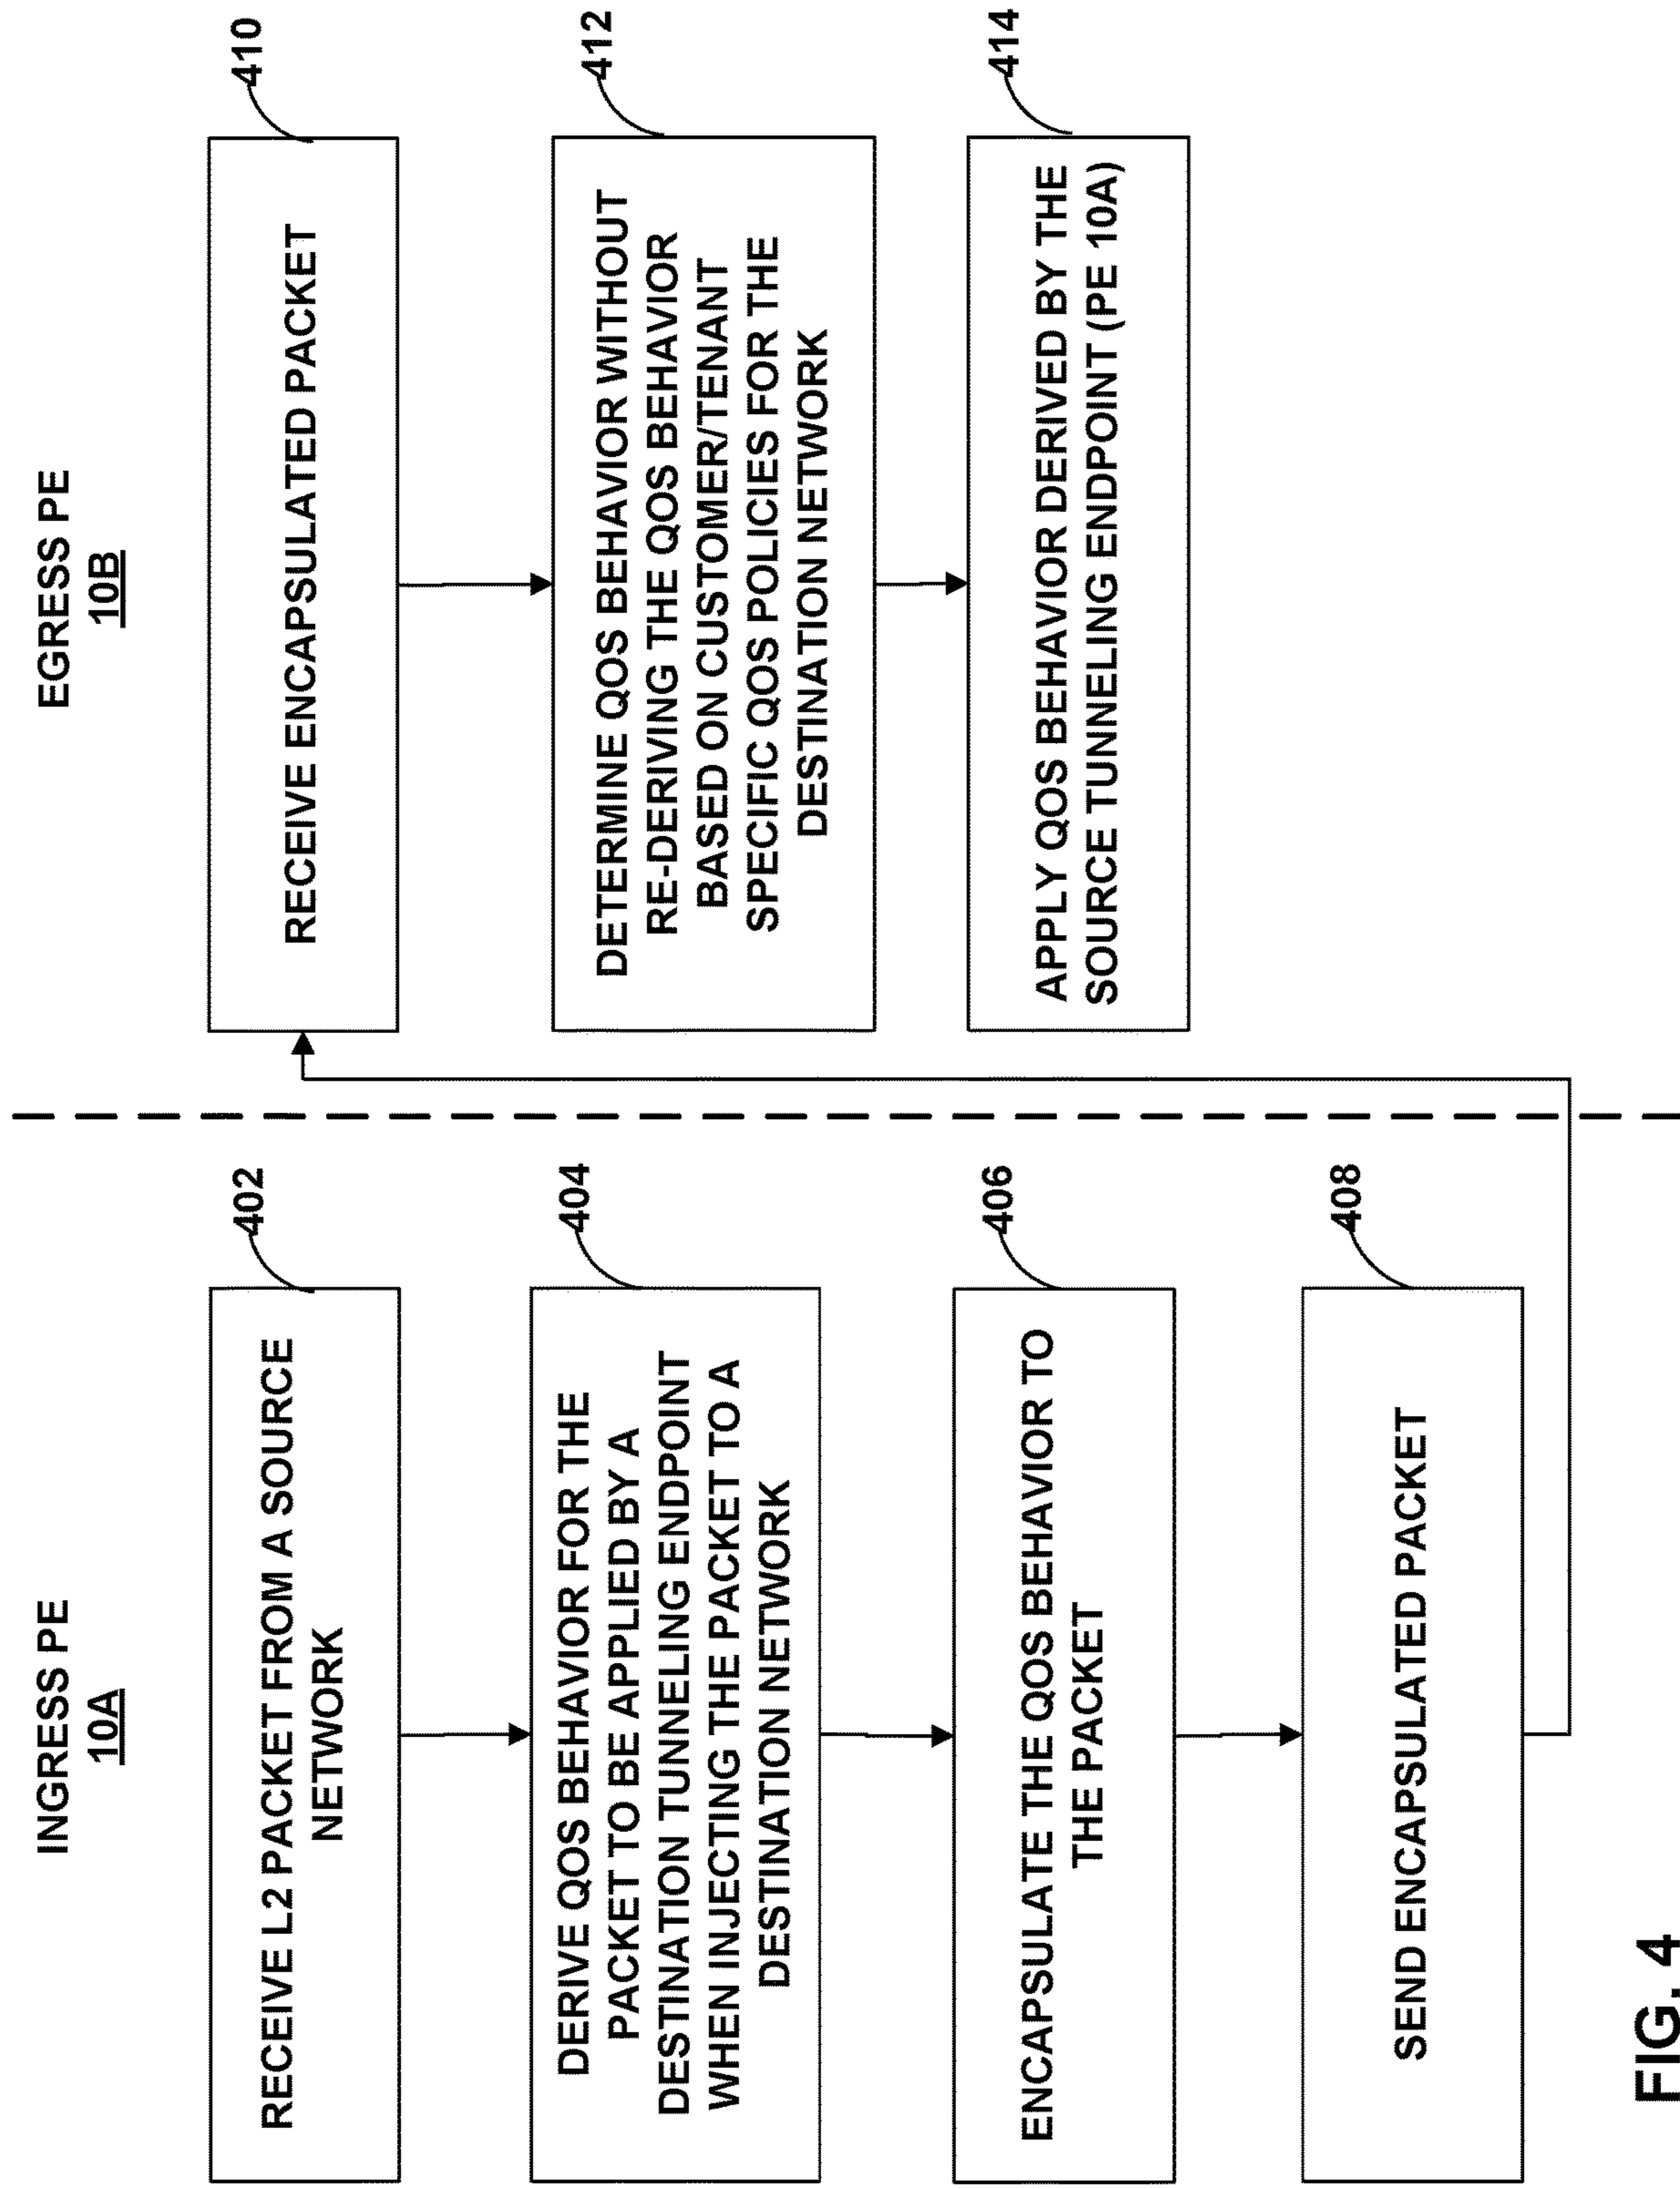 INGRESS PE
10A
402
RECEIVE L2 PACKET FROM A SOURCE
NETWORK
404
DERIVE QOS BEHAVIOR FOR THE
PACKET TO BE APPLIED BY A
DESTINATION TUNNELING ENDPOINT
WHEN INJECTING THE PACKET TO A
DESTINATION NETWORK
406
ENCAPSULATE THE QOS BEHAVIOR TO
THE PACKET
408
SEND ENCAPSULATED PACKET
EGRESS PE
10B
410
RECEIVE ENCAPSULATED PACKET
412
DETERMINE QOS BEHAVIOR WITHOUT
RE-DERIVING THE QOS BEHAVIOR
BASED ON CUSTOMER/TENANT
SPECIFIC QOS POLICIES FOR THE
DESTINATION NETWORK
414
APPLY QOS BEHAVIOR DERIVED BY THE
SOURCE TUNNELING ENDPOINT (PE 10A)
FIG. 4